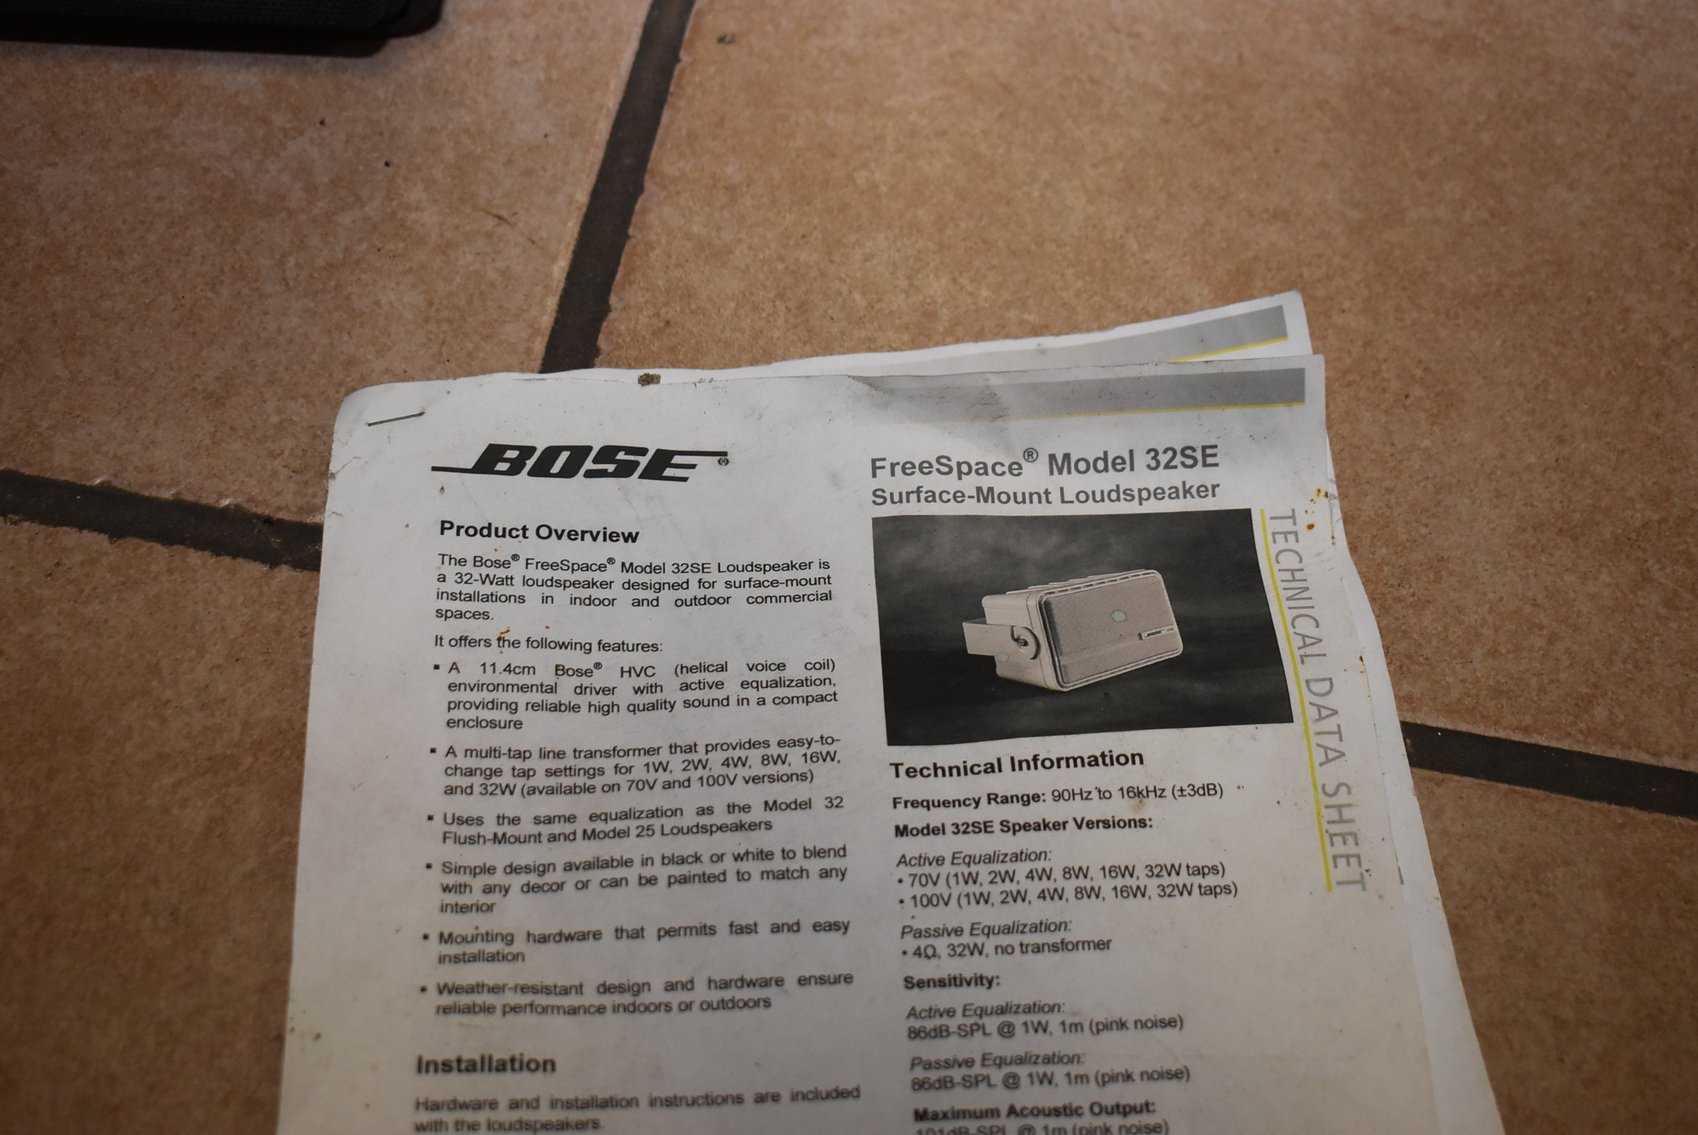 BOSE®
Product Overview
The Bose® FreeSpace® Model 32SE Loudspeaker is
a 32-Watt loudspeaker designed for surface-mount
installations in indoor and outdoor commercial
spaces.
It offers the following features:
▪ A 11.4cm Bose® HVC (helical voice coil)
environmental driver with active equalization,
providing reliable high quality sound in a compact
enclosure
▪ A multi-tap line transformer that provides easy-to-
change tap settings for 1W, 2W, 4W, 8W, 16W,
and 32W (available on 70V and 100V versions)
▪ Uses the same equalization as the Model 32
Flush-Mount and Model 25 Loudspeakers
▪ Simple design available in black or white to blend
with any decor or can be painted to match any
interior
▪ Mounting hardware that permits fast and easy
installation
▪ Weather-resistant design and hardware ensure
reliable performance indoors or outdoors
Installation
Hardware and installation instructions are included
with the loudspeakers.
FreeSpace® Model 32SE
Surface-Mount Loudspeaker
BOSE
Technical Information
Frequency Range: 90Hz to 16kHz (±3dB)
Model 32SE Speaker Versions:
Active Equalization:
• 70V (1W, 2W, 4W, 8W, 16W, 32W taps)
• 100V (1W, 2W, 4W, 8W, 16W, 32W taps)
Passive Equalization:
• 4Ω, 32W, no transformer
Sensitivity:
Active Equalization:
86dB-SPL @ 1W, 1m (pink noise)
Passive Equalization:
86dB-SPL @ 1W, 1m (pink noise)
Maximum Acoustic Output:
101dB-SPL @ 1m (pink noise)
TECHNICAL DATA SHEET